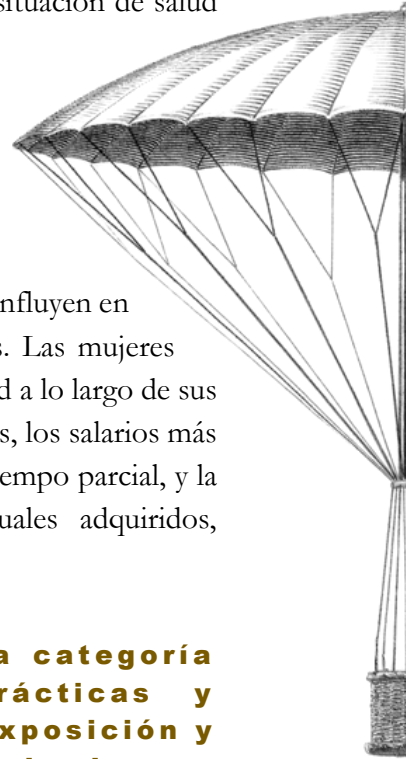 situación de salud
nfluyen en
s. Las mujeres
d a lo largo de sus
s, los salarios más
empo parcial, y la
uales adquiridos,
a categoría
rácticas y
xposición y